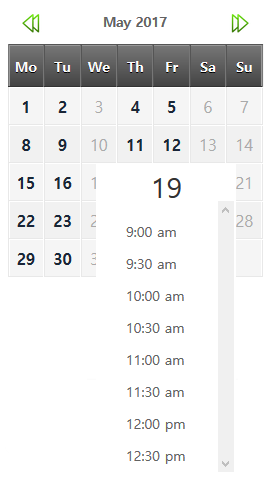 May 2017
Mo Tu We Th Fr Sa Su
1 2 3 4 5 6 7
8 9 10 11 12 13 14
15 16 21
22 23 28
29 30
19
9:00 am
9:30 am
10:00 am
10:30 am
11:00 am
11:30 am
12:00 pm
12:30 pm